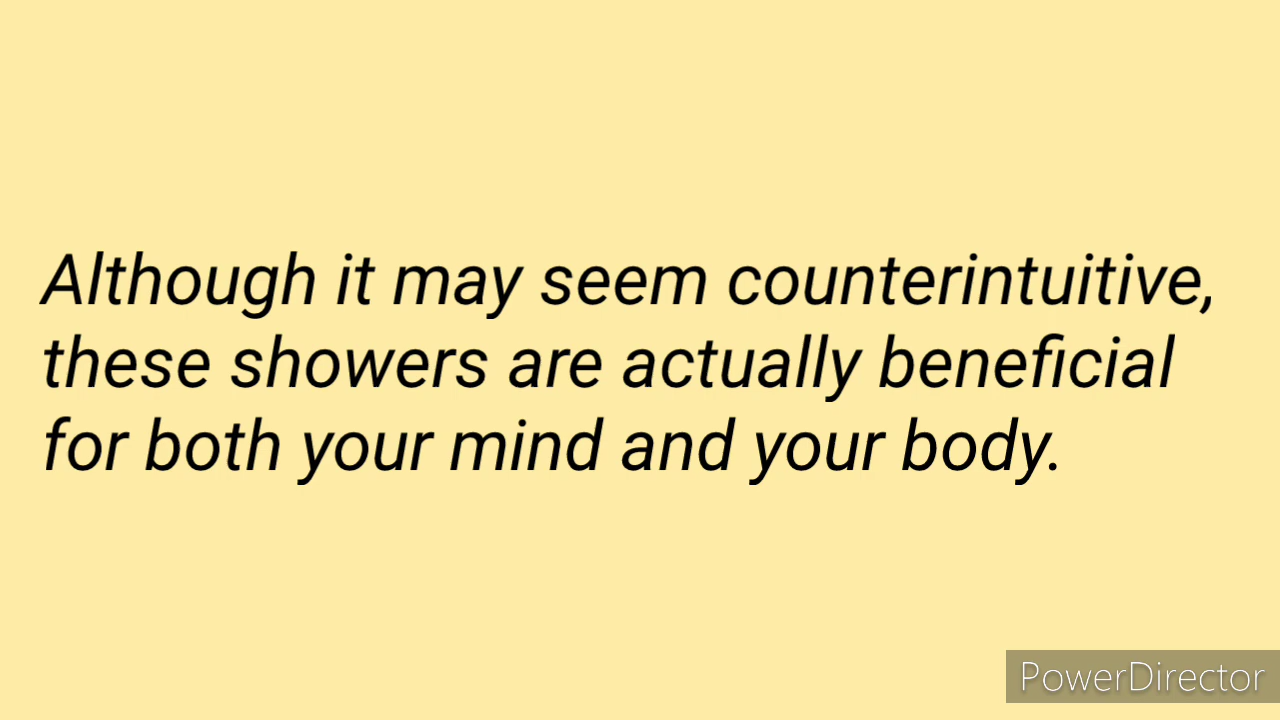 Although it may seem counterintuitive,
these showers are actually beneficial
for both your mind and your body.
PowerDirector